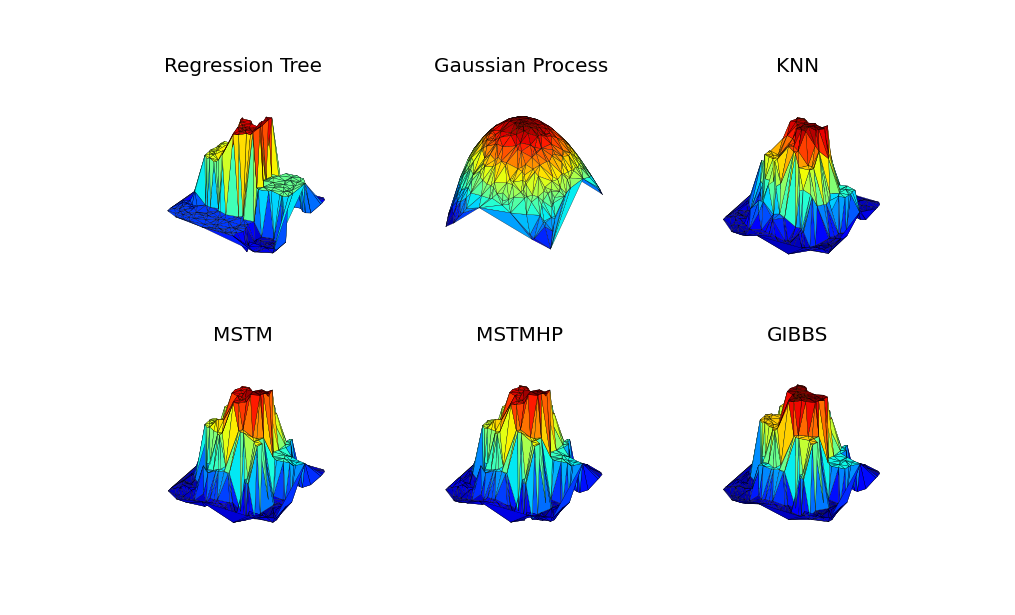 Regression Tree
Gaussian Process
KNN
MSTM
MSTMHP
GIBBS